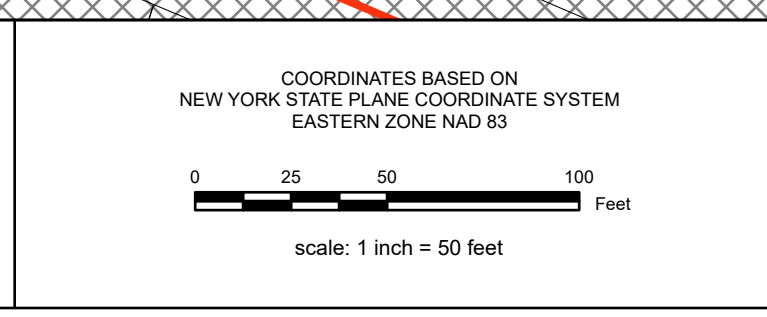 COORDINATES BASED ON
NEW YORK STATE PLANE COORDINATE SYSTEM
EASTERN ZONE NAD 83
0 25 50 100
Feet
scale: 1 inch = 50 feet